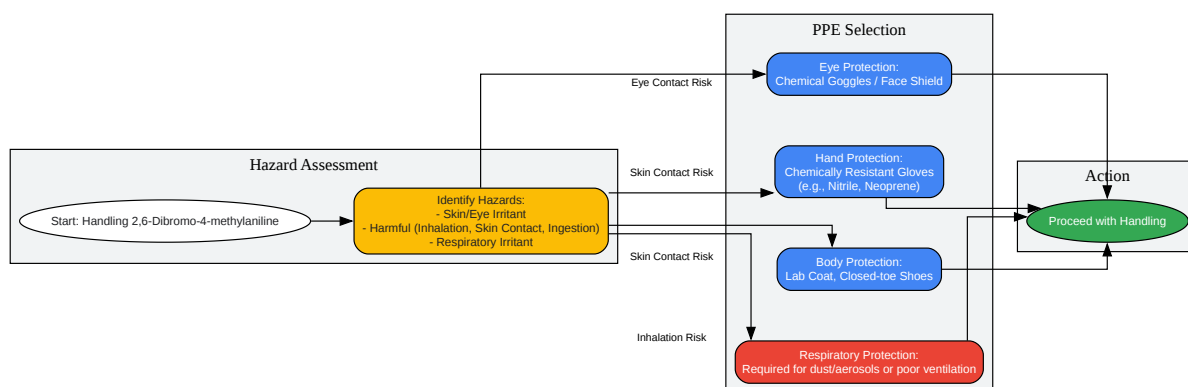 PPE Selection
Eye Protection:
Chemical Goggles / Face Shield
Eye Contact Risk
Hazard Assessment
Hand Protection:
Chemically Resistant Gloves
(e.g., Nitrile, Neoprene)
Skin Contact Risk
Action
Start: Handling 2,6-Dibromo-4-methylaniline
Identify Hazards:
- Skin/Eye Irritant
- Harmful (Inhalation, Skin Contact, Ingestion)
- Respiratory Irritant
Proceed with Handling
Skin Contact Risk
Body Protection:
Lab Coat, Closed-toe Shoes
Inhalation Risk
Respiratory Protection:
Required for dust/aerosols or poor ventilation